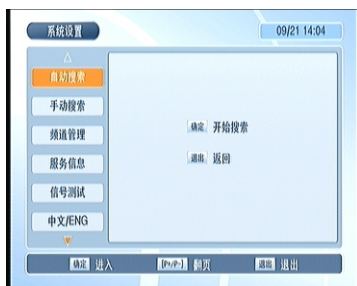 系统设置
09/21 14:04
自动搜索
手动搜索
频道管理
服务信息
信号测试
中文/ENG
确定 开始搜索
退出 返回
确定 进入 [P+/P-] 翻页 退出 退出